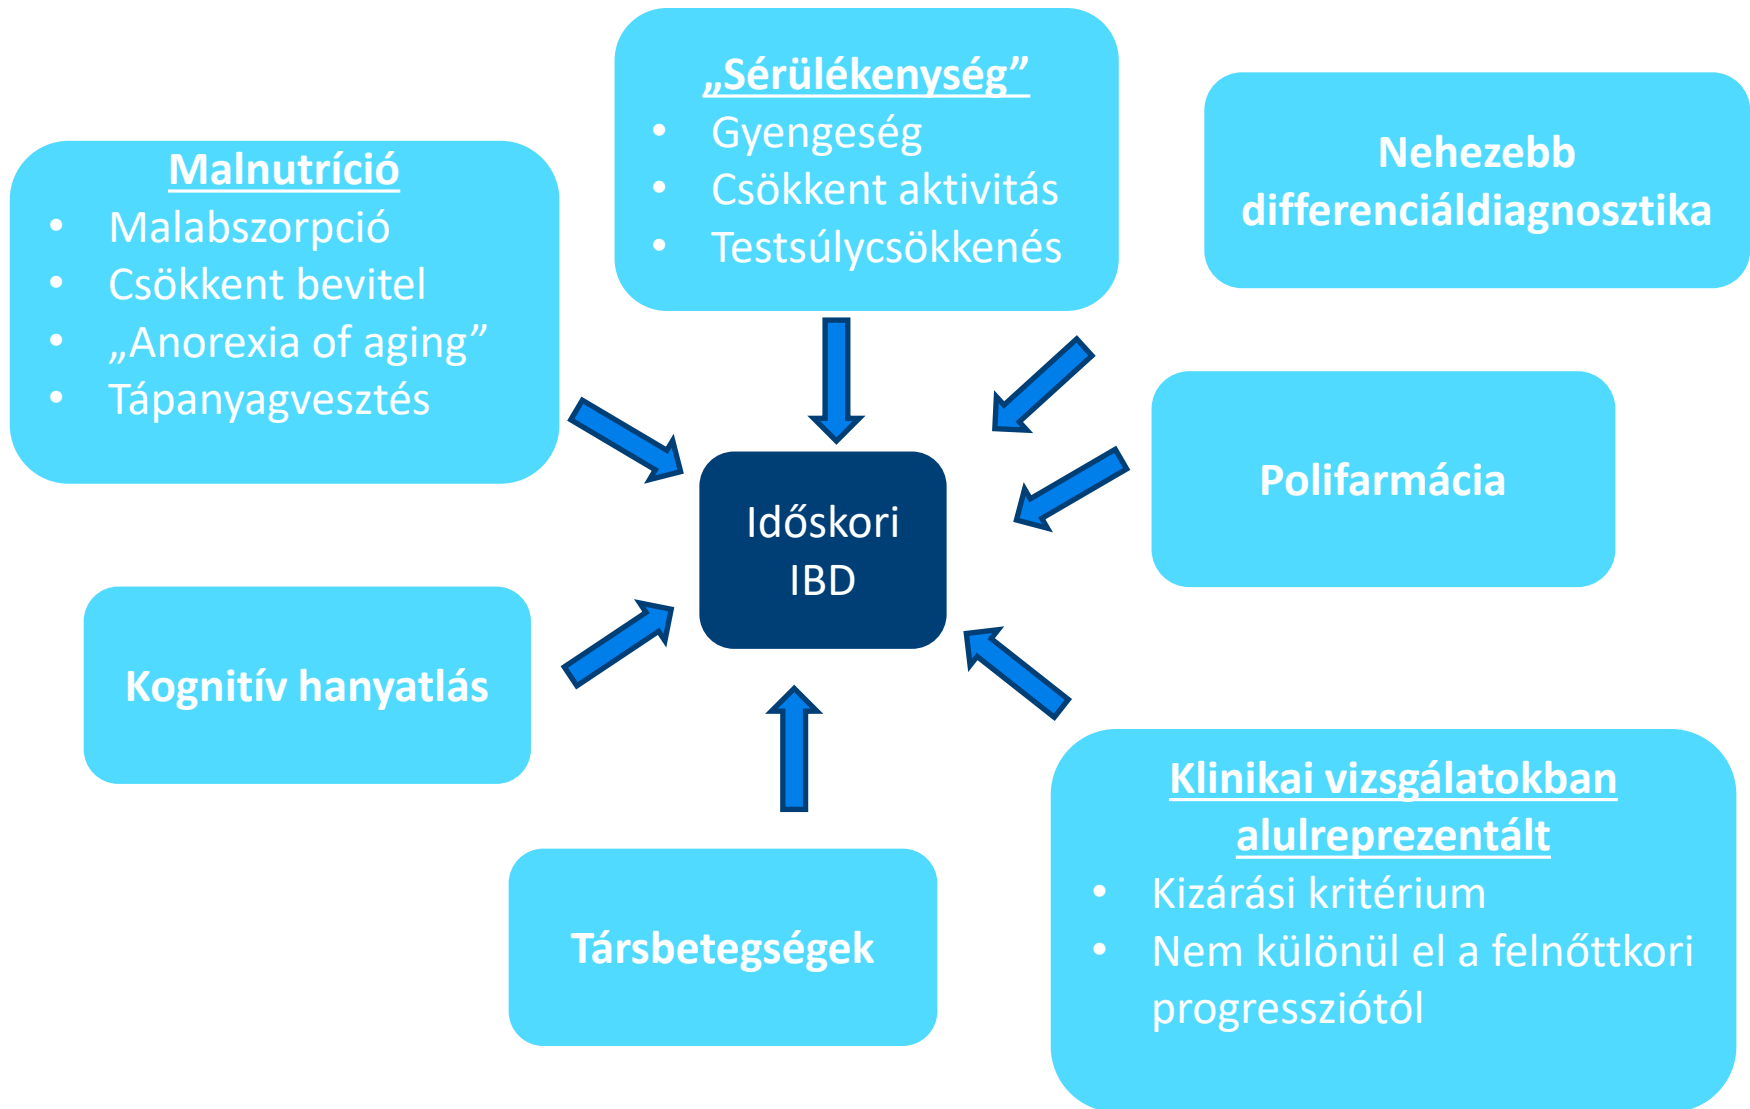 „Sérülékenység”
• Gyengeség
• Csökkent aktivitás
• Testsúlycsökkenés
Nehezebb
differenciáldiagnosztika
Malnutríció
• Malabszorpció
• Csökkent bevitel
• „Anorexia of aging”
• Tápanyagvesztés
Polifarmácia
Időskori
IBD
Kognitív hanyatlás
Klinikai vizsgálatokban
alulreprezentált
• Kizárási kritérium
• Nem különül el a felnőttkori
progressziótól
Társbetegségek